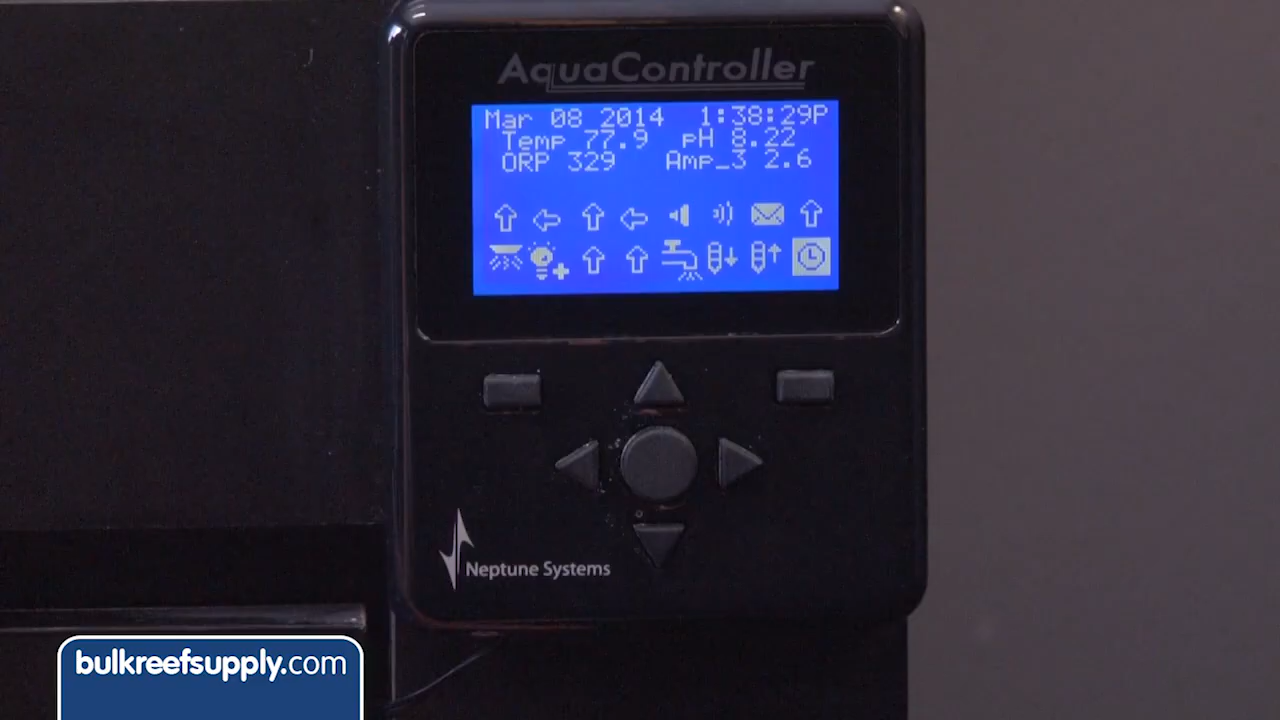 AquaController
Mar 08 2014 1:38:29P
Temp 77.9 pH 8.22
ORP 329 Amp_3 2.6
Neptune Systems
bulkreefsupply.com